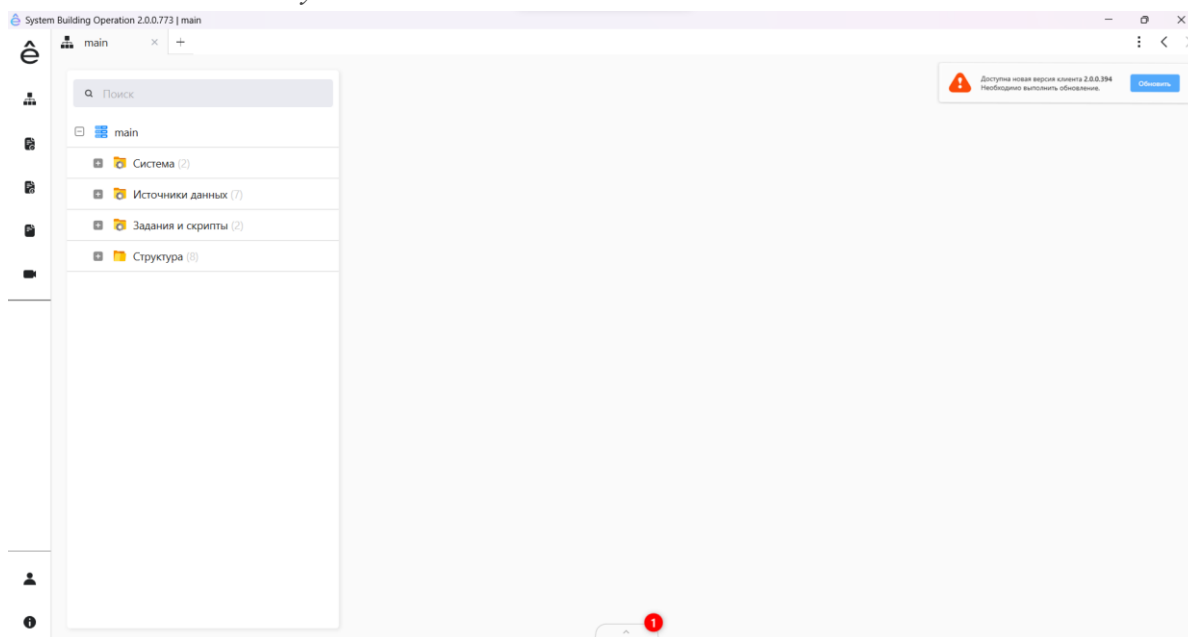 System Building Operation 2.0.0.773 | main
ê
main
Доступна новая версия клиента 2.0.0.394
Необходимо выполнить обновление.
Обновить
Поиск
main
Система (2)
Источники данных (7)
Задания и скрипты (2)
Структура (8)
1